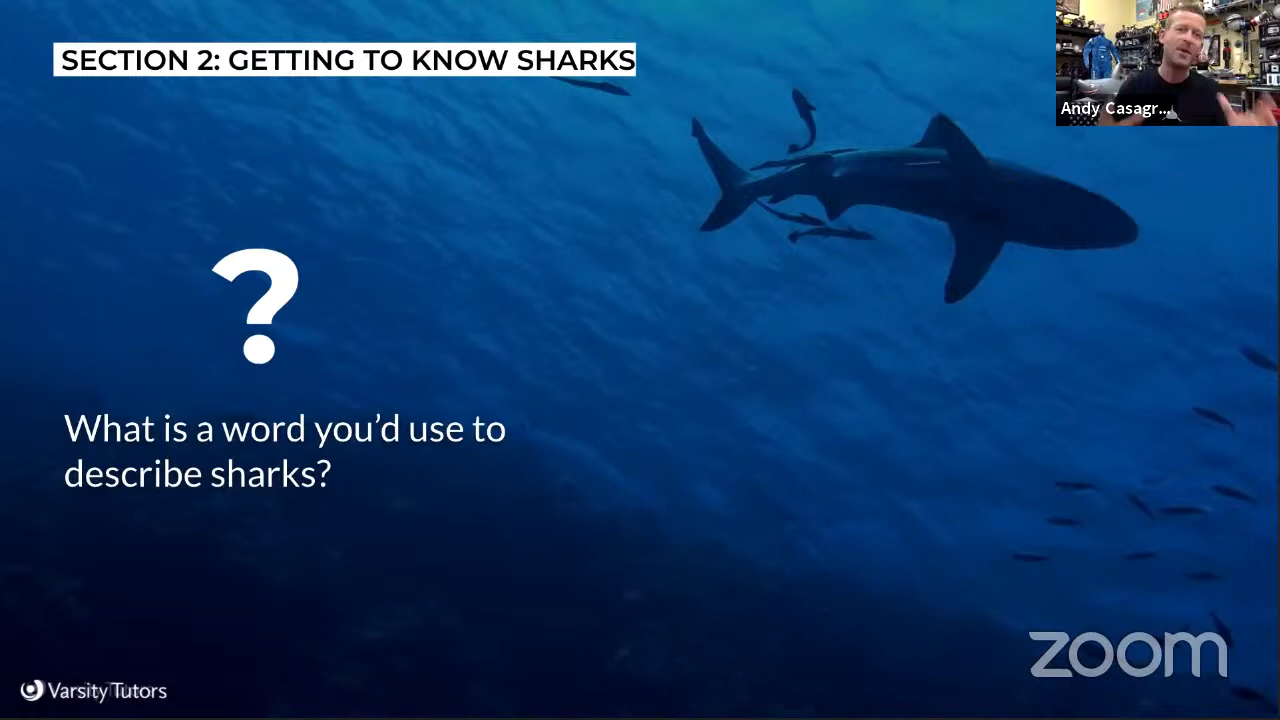 SECTION 2: GETTING TO KNOW SHARKS
Andy Casagr...
?
What is a word you’d use to
describe sharks?
zoom
Varsity Tutors